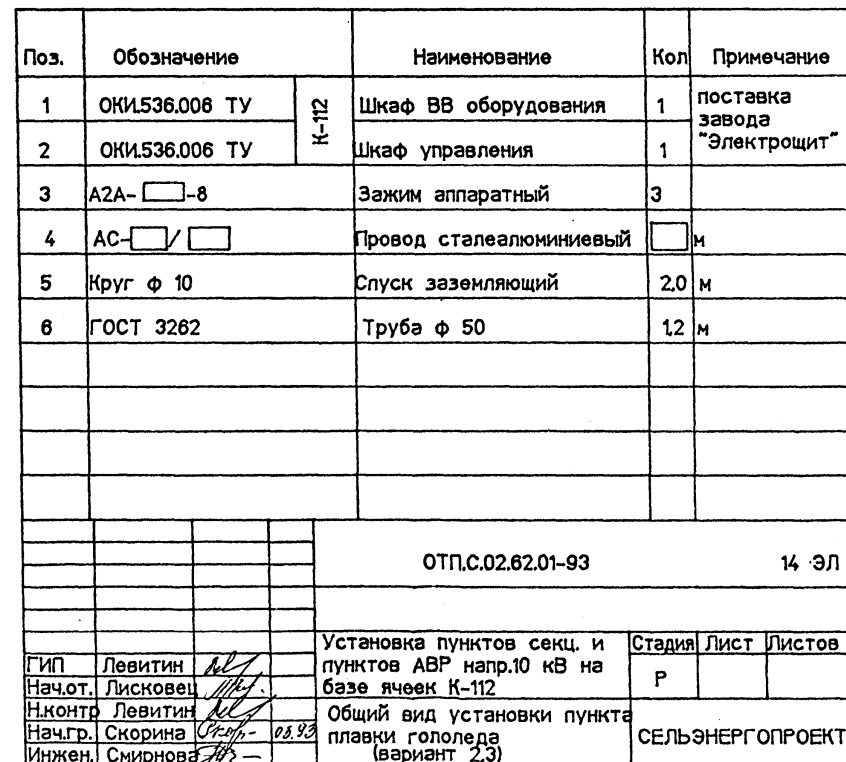 Поз. Обозначение Наименование Кол Примечание
1 ОКИ.536.006 ТУ К-112 Шкаф ВВ оборудования 1 поставка
завода
"Электрощит"
2 ОКИ.536.006 ТУ Шкаф управления 1
3 А2А- -8 Зажим аппаратный 3
4 АС- / Провод сталеалюминиевый м
5 Круг ф 10 Спуск заземляющий 2,0 м
6 ГОСТ 3262 Труба ф 50 1,2 м
ОТП.С.02.62.01-93 14 ЭЛ
Установка пунктов секц. и
пунктов АВР напр.10 кВ на
базе ячеек К-112
Стадия Лист Листов
Р
ГИП Левитин
Нач.от. Лисковец
Н.контр Левитин
Нач.гр. Скорина 03.93
Инжен. Смирнова
Общий вид установки пункта
плавки гололеда
(вариант 2,3)
СЕЛЬЭНЕРГОПРОЕКТ